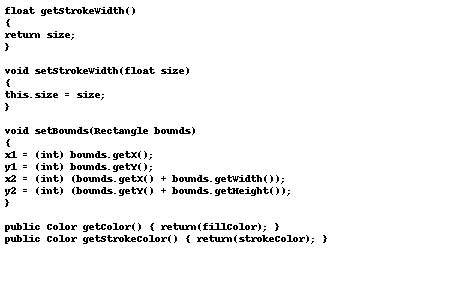 float getStrokeWidth()
{
return size;
}
void setStrokeWidth(float size)
{
this.size = size;
}
void setBounds(Rectangle bounds)
{
x1 = (int) bounds.getX();
y1 = (int) bounds.getY();
x2 = (int) (bounds.getX() + bounds.getWidth());
y2 = (int) (bounds.getY() + bounds.getHeight());
}
public Color getColor() { return(fillColor); }
public Color getStrokeColor() { return(strokeColor); }